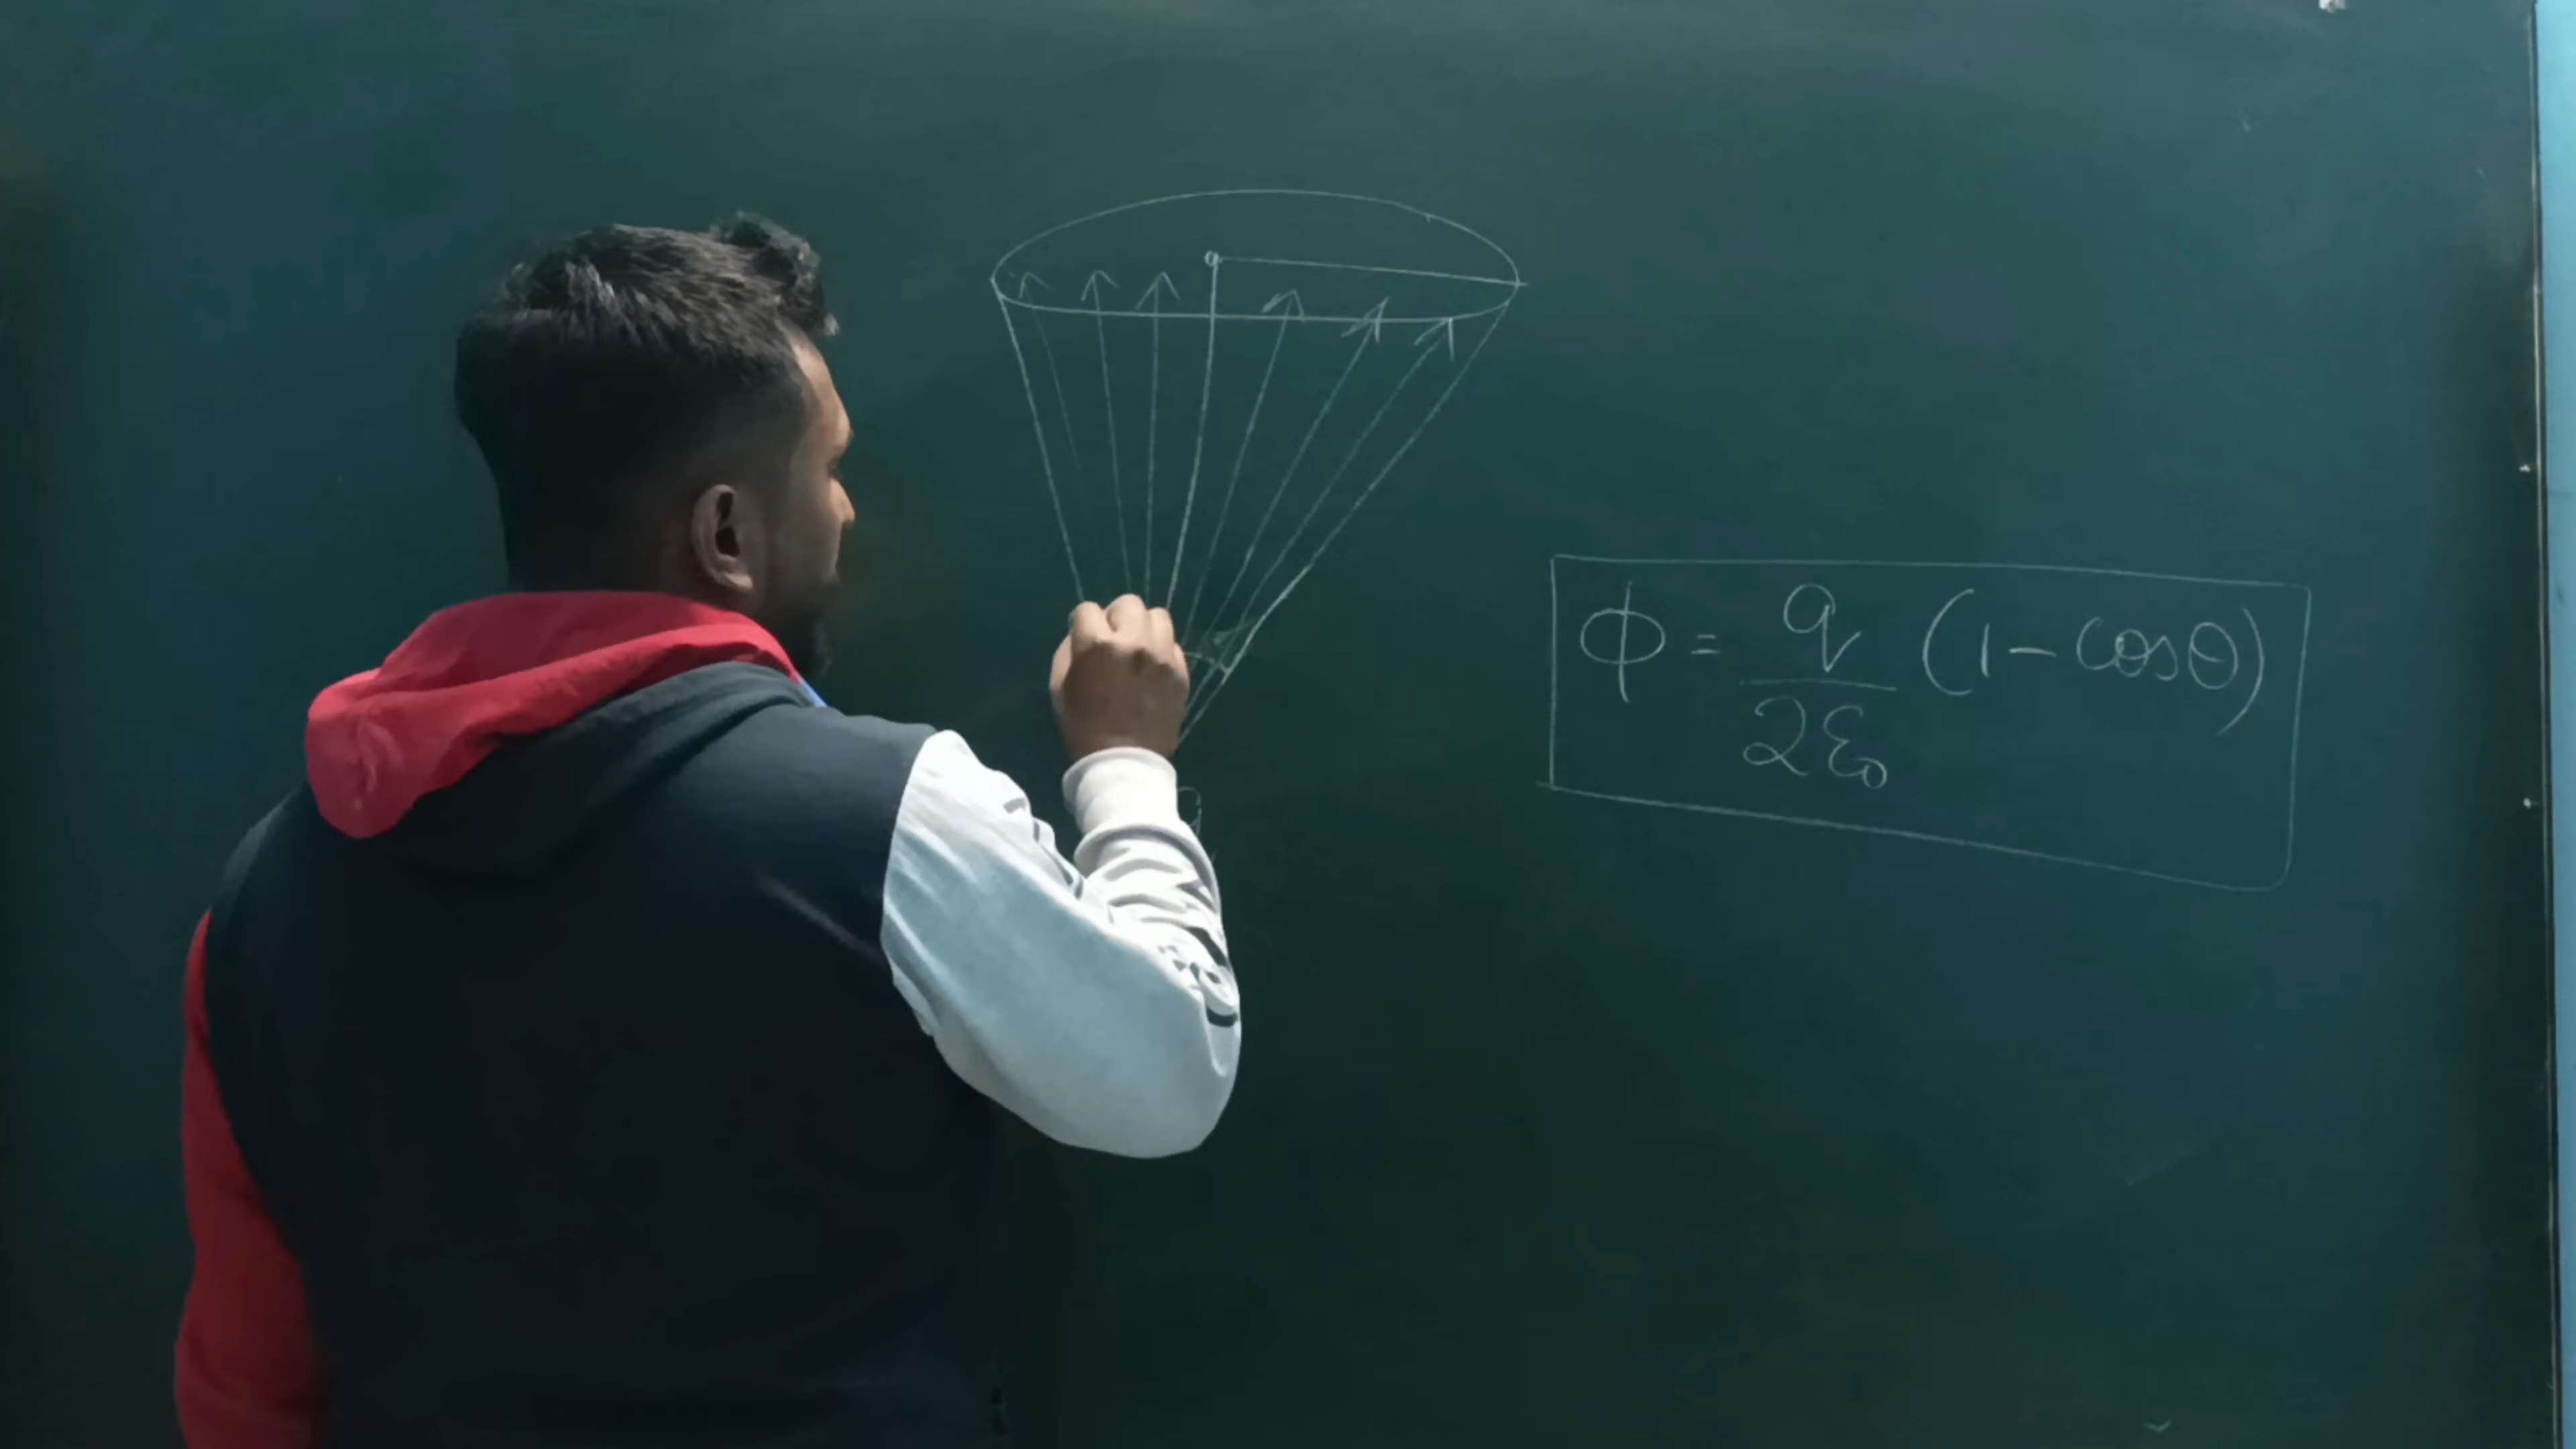 ϕ = q/2ε₀ (1 - cosθ)
q